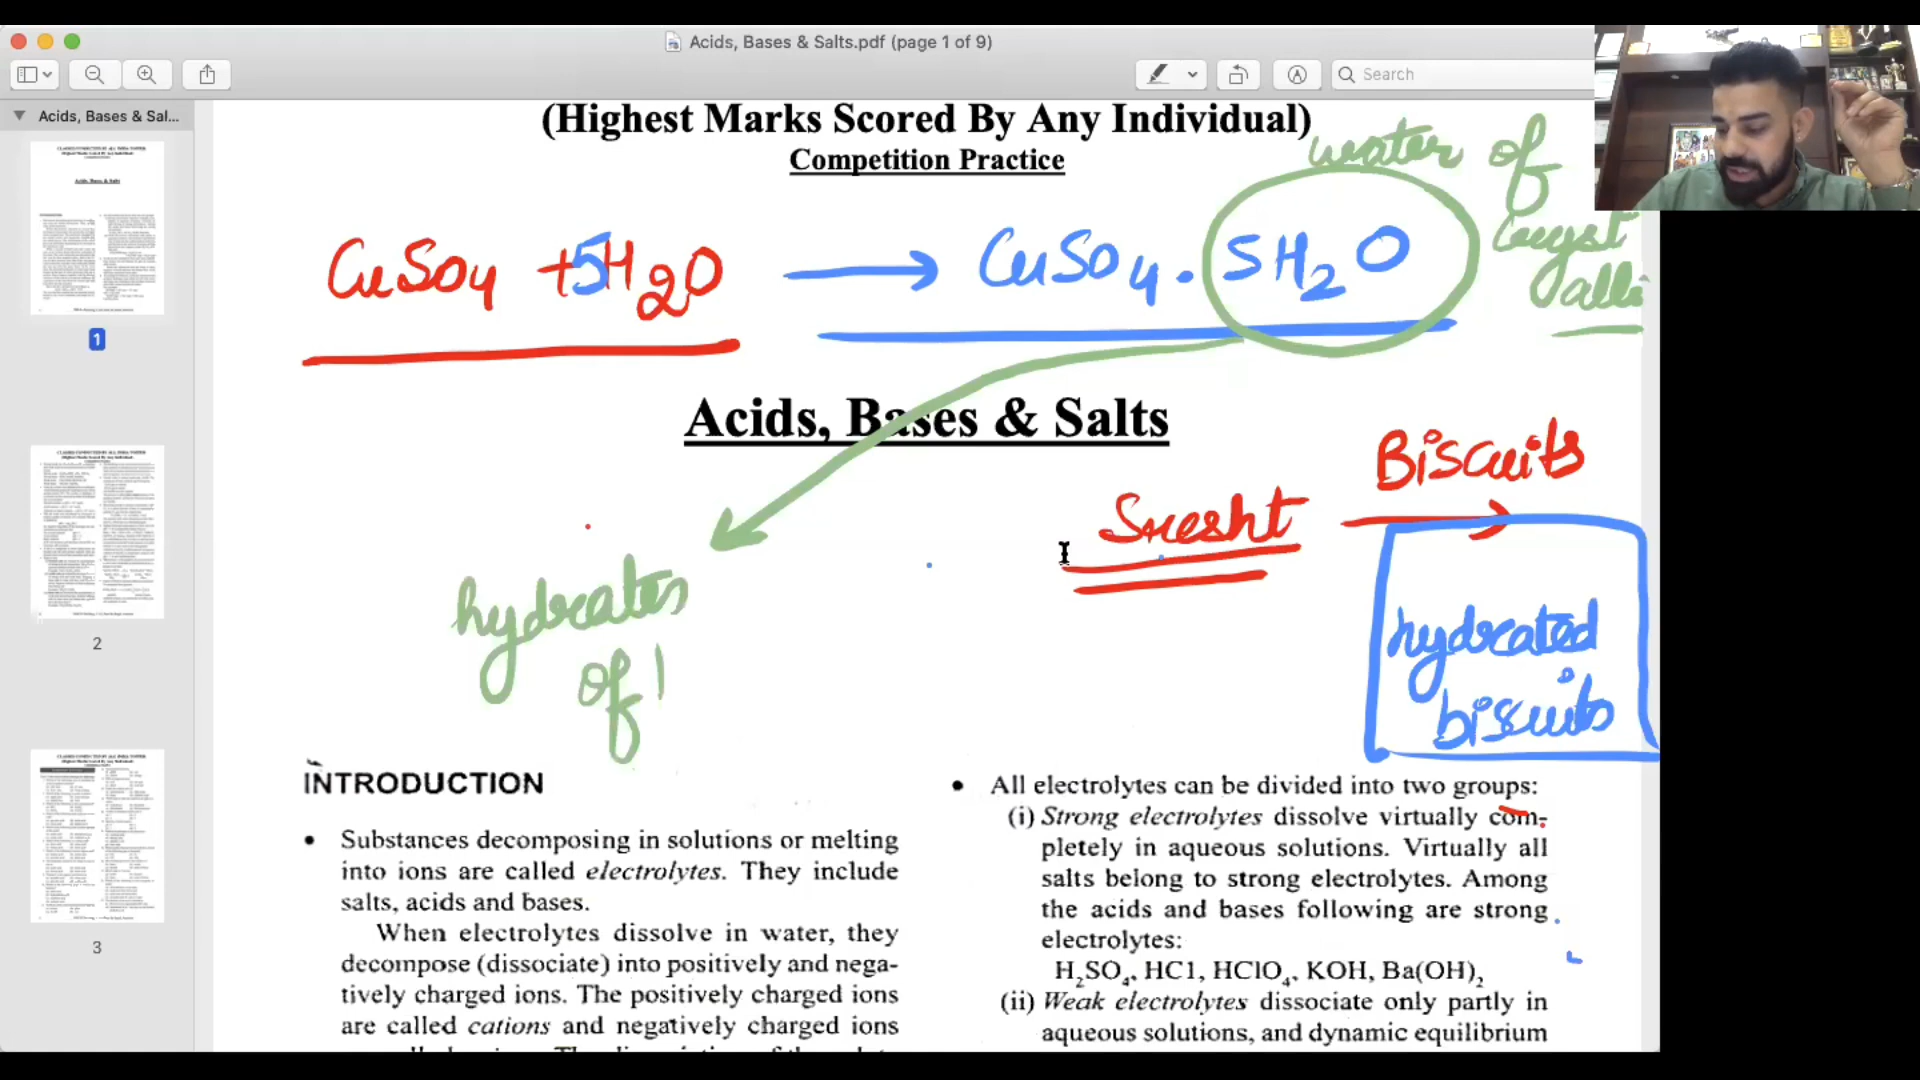 Acids, Bases & Salts.pdf (page 1 of 9)
Search
Acids, Bases & Sal...
1
2
3
(Highest Marks Scored By Any Individual)
Competition Practice
water of
CuSO4 + 5H2O → CuSO4 . 5H2O
Acids, Bases & Salts
Biscuits
hydrates
of
hydrated
biscuits
INTRODUCTION
• Substances decomposing in solutions or melting
into ions are called electrolytes. They include
salts, acids and bases.
When electrolytes dissolve in water, they
decompose (dissociate) into positively and nega-
tively charged ions. The positively charged ions
are called cations and negatively charged ions
• All electrolytes can be divided into two groups:
(i) Strong electrolytes dissolve virtually com-
pletely in aqueous solutions. Virtually all
salts belong to strong electrolytes. Among
the acids and bases following are strong
electrolytes:
H₂SO₄, HC1, HClO₄, KOH, Ba(OH)₂
(ii) Weak electrolytes dissociate only partly in
aqueous solutions, and dynamic equilibrium